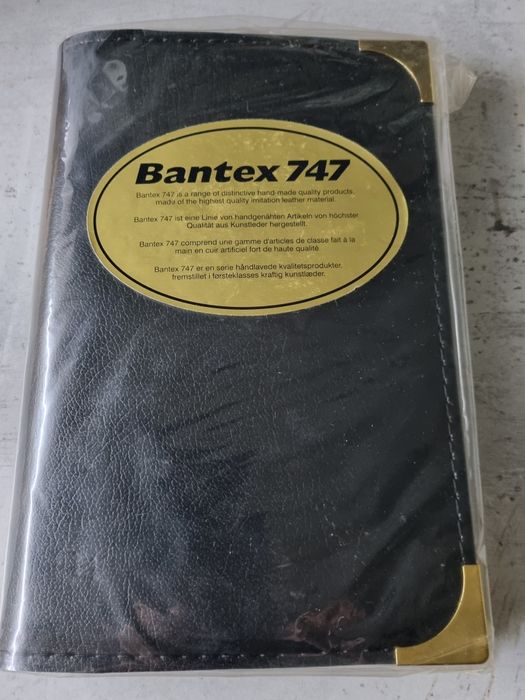 Bantex 747
Bantex 747 is a range of distinctive hand-made quality products,
madu of the highest quality imitation leather material.
Bantex 747 ist eine Linie von handgenähten Artikeln von höchster
Qualität aus Kunstleder hergestellt.
Bantex 747 comprend une gamme d'articles de classe fait à la
main en cuir artificiel fort de haute qualité
Bantex 747 er en serie håndlavede kvalitetsprodukter,
fremstillet i førsteklasses kraftig kunstlæder.